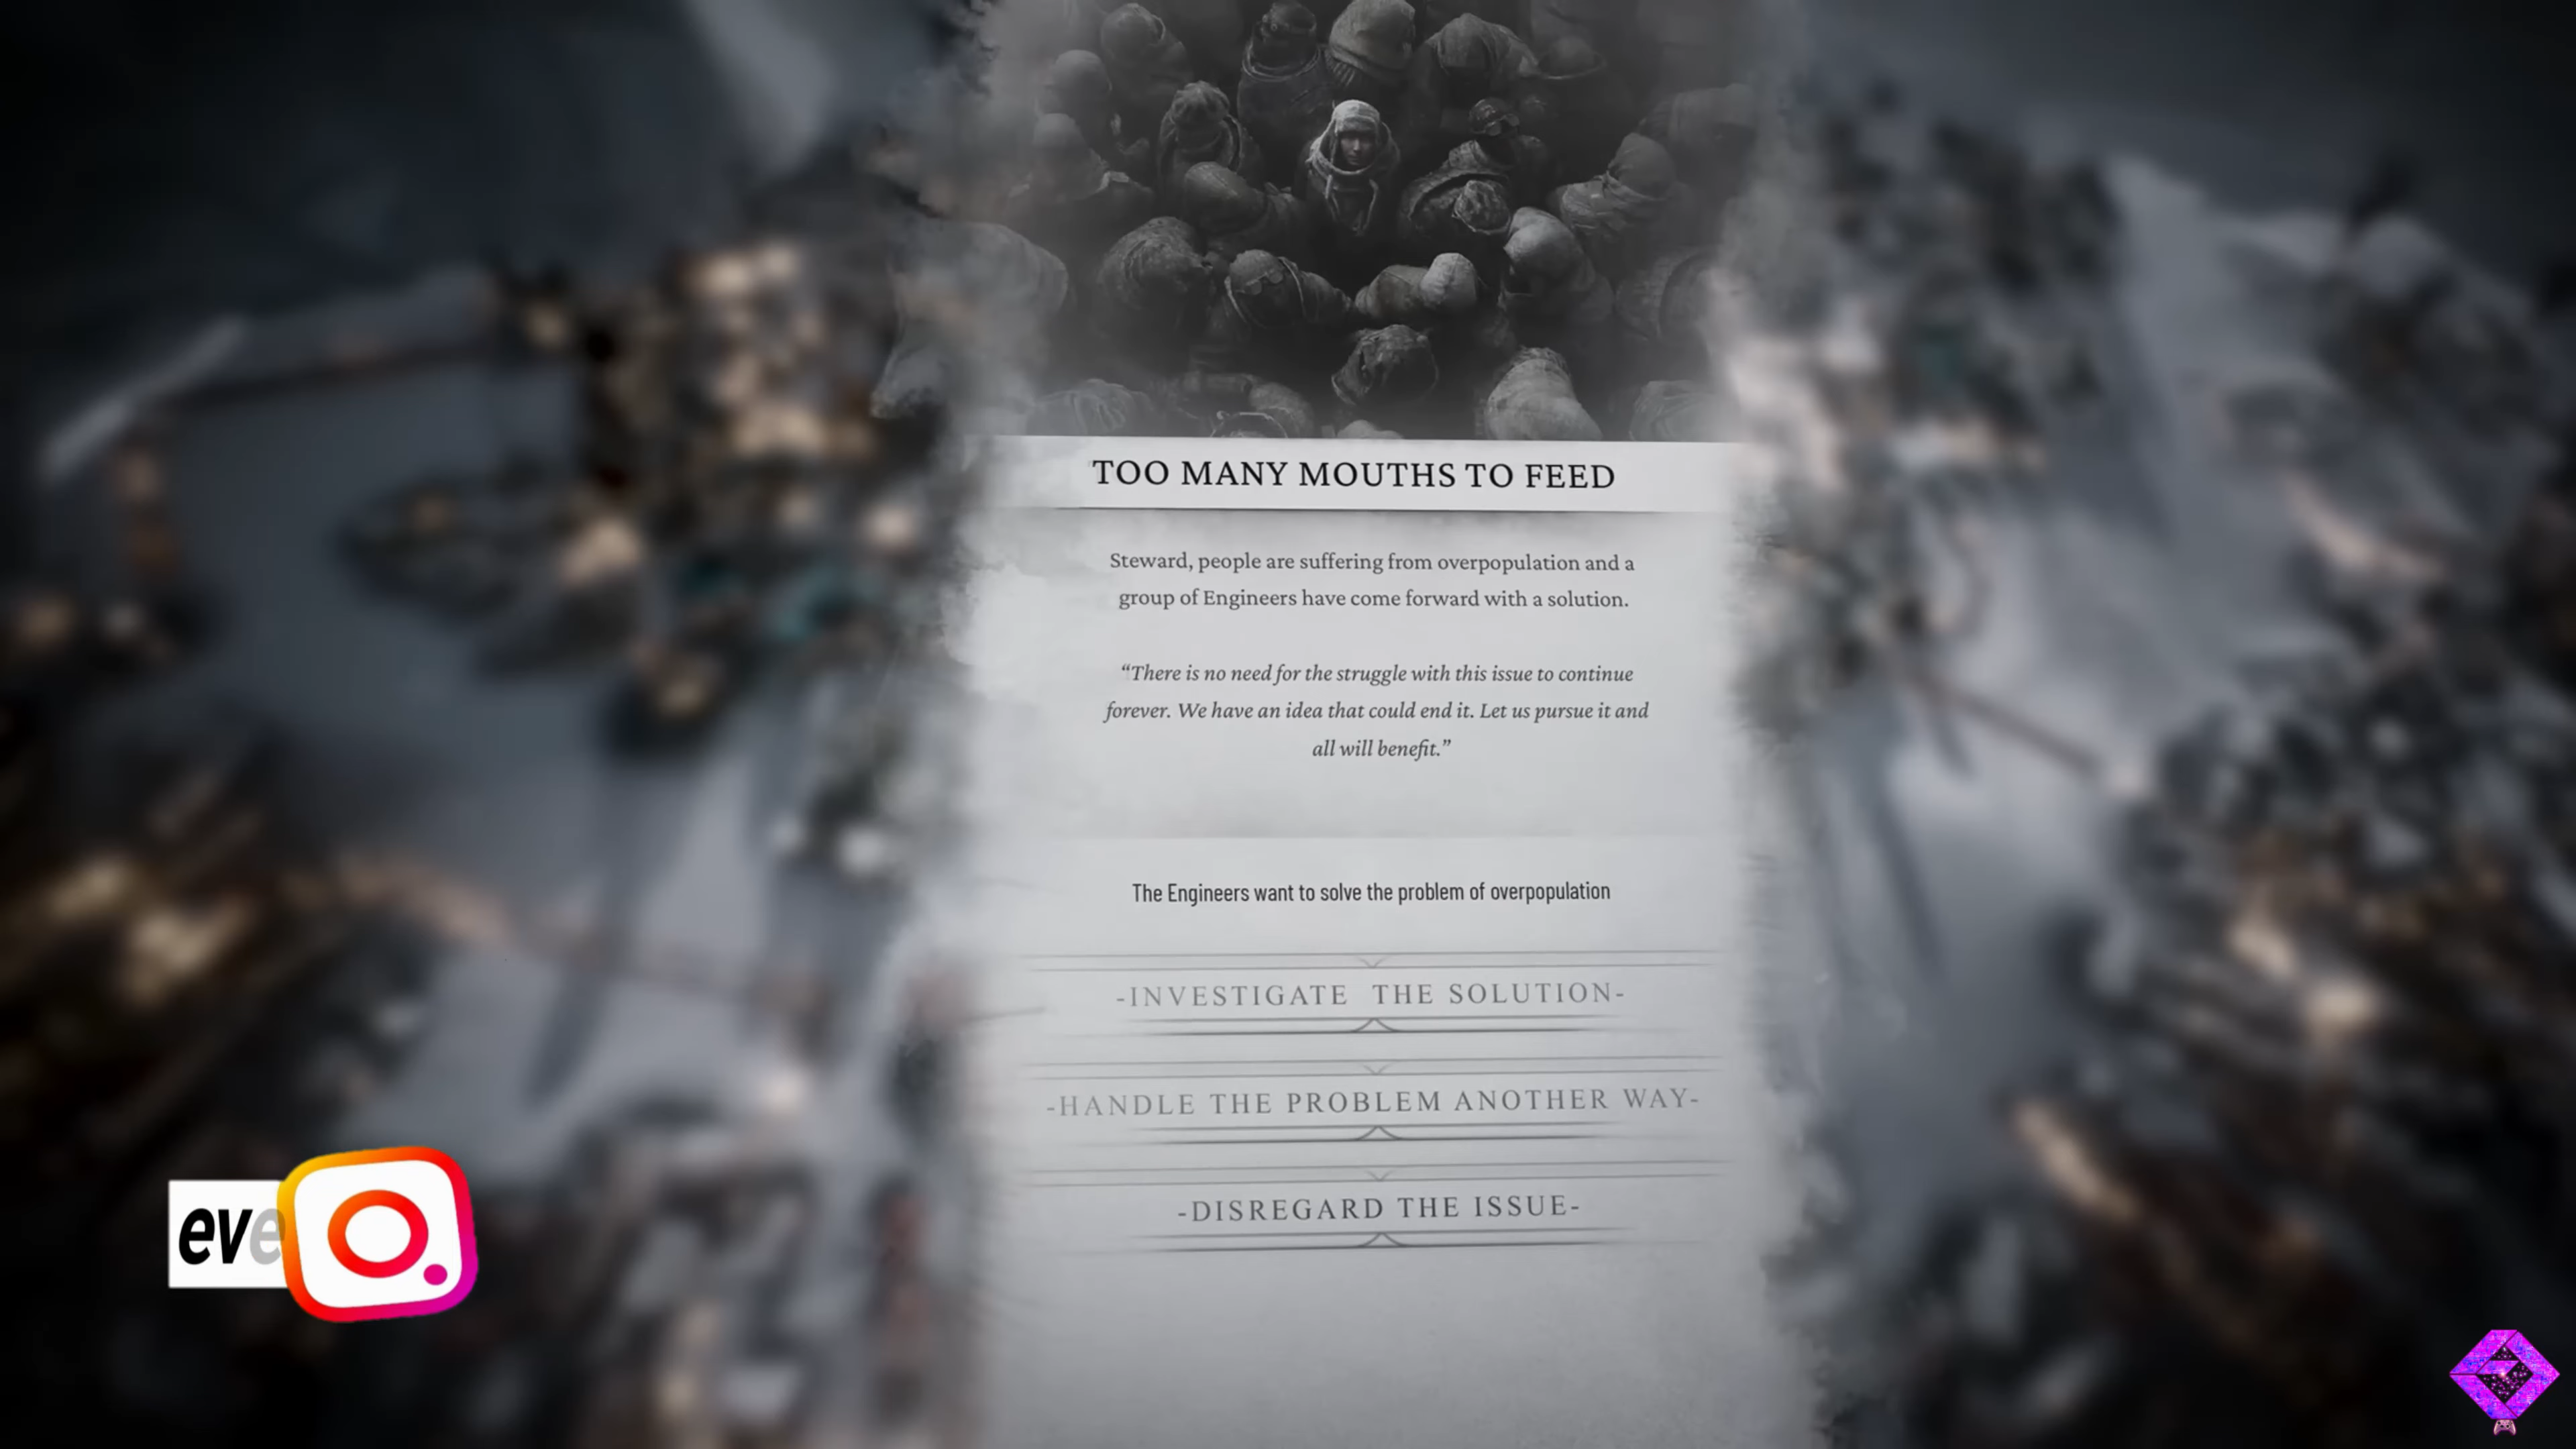 TOO MANY MOUTHS TO FEED
Steward, people are suffering from overpopulation and a
group of Engineers have come forward with a solution.
“There is no need for the struggle with this issue to continue
forever. We have an idea that could end it. Let us pursue it and
all will benefit.”
The Engineers want to solve the problem of overpopulation
-INVESTIGATE THE SOLUTION-
-HANDLE THE PROBLEM ANOTHER WAY-
-DISREGARD THE ISSUE-
eve